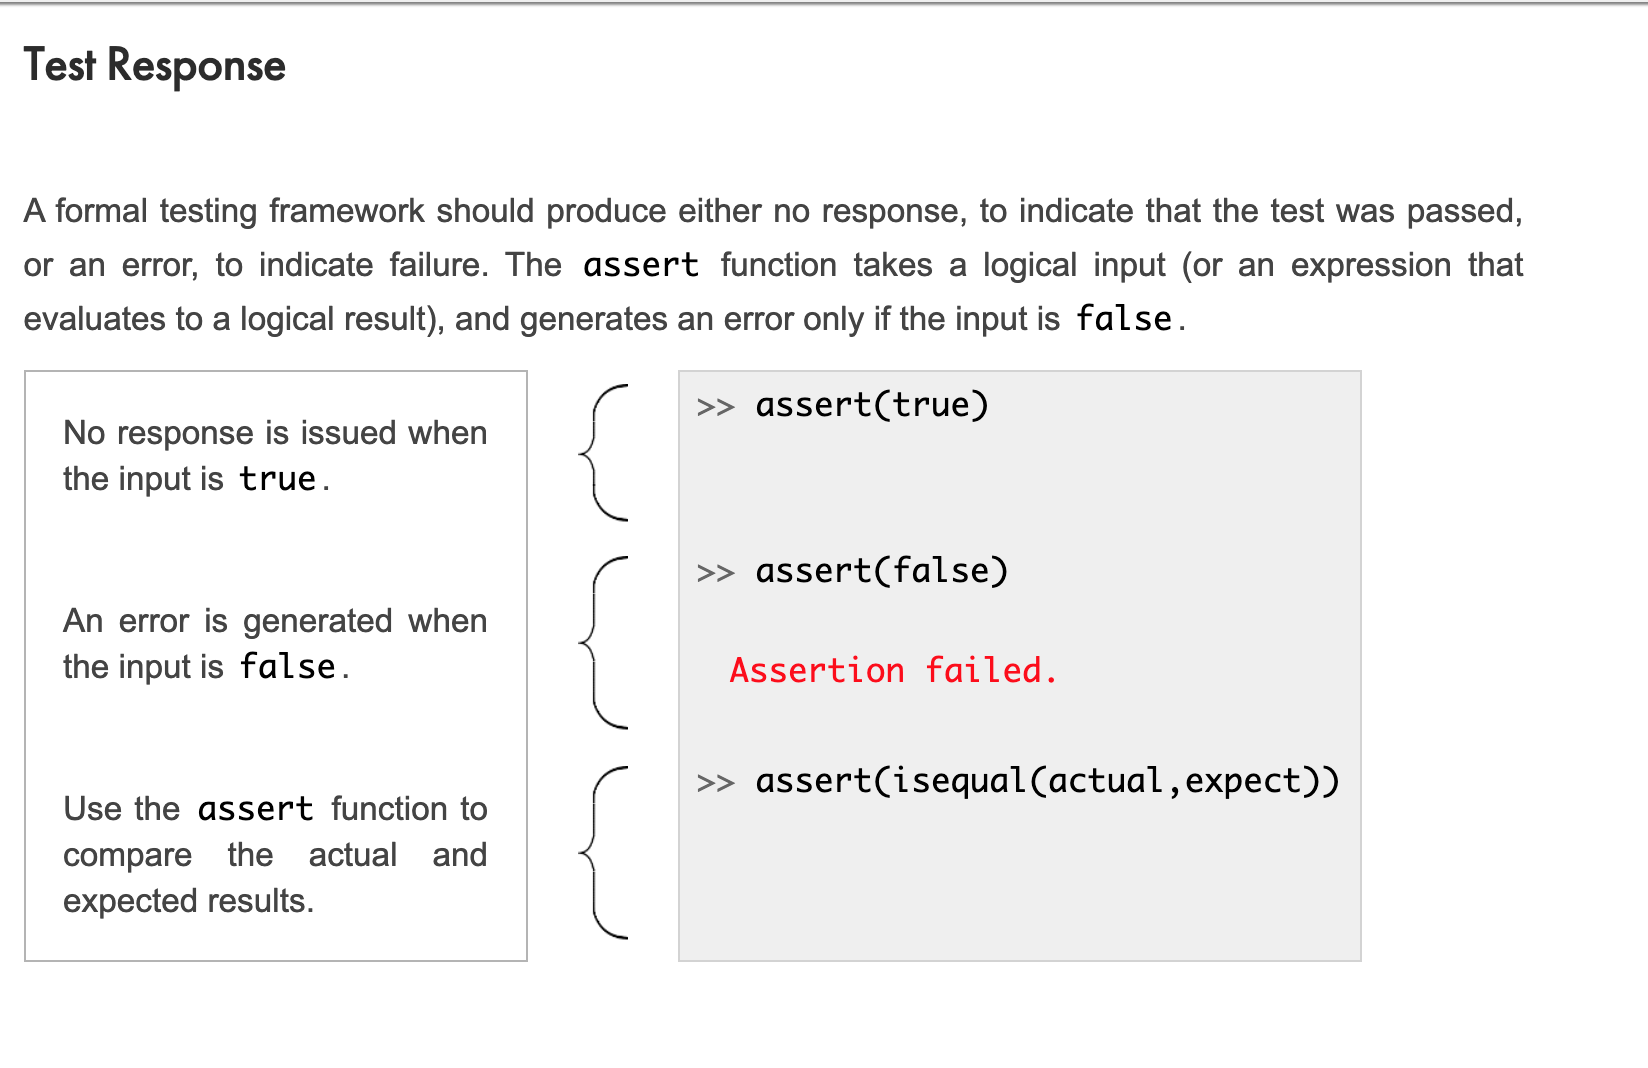 Test Response
A formal testing framework should produce either no response, to indicate that the test was passed,
or an error, to indicate failure. The assert function takes a logical input (or an expression that
evaluates to a logical result), and generates an error only if the input is false.
No response is issued when
the input is true.
>> assert(true)
An error is generated when
the input is false.
>> assert(false)
Assertion failed.
Use the assert function to
compare the actual and
expected results.
>> assert(isequal(actual,expect))